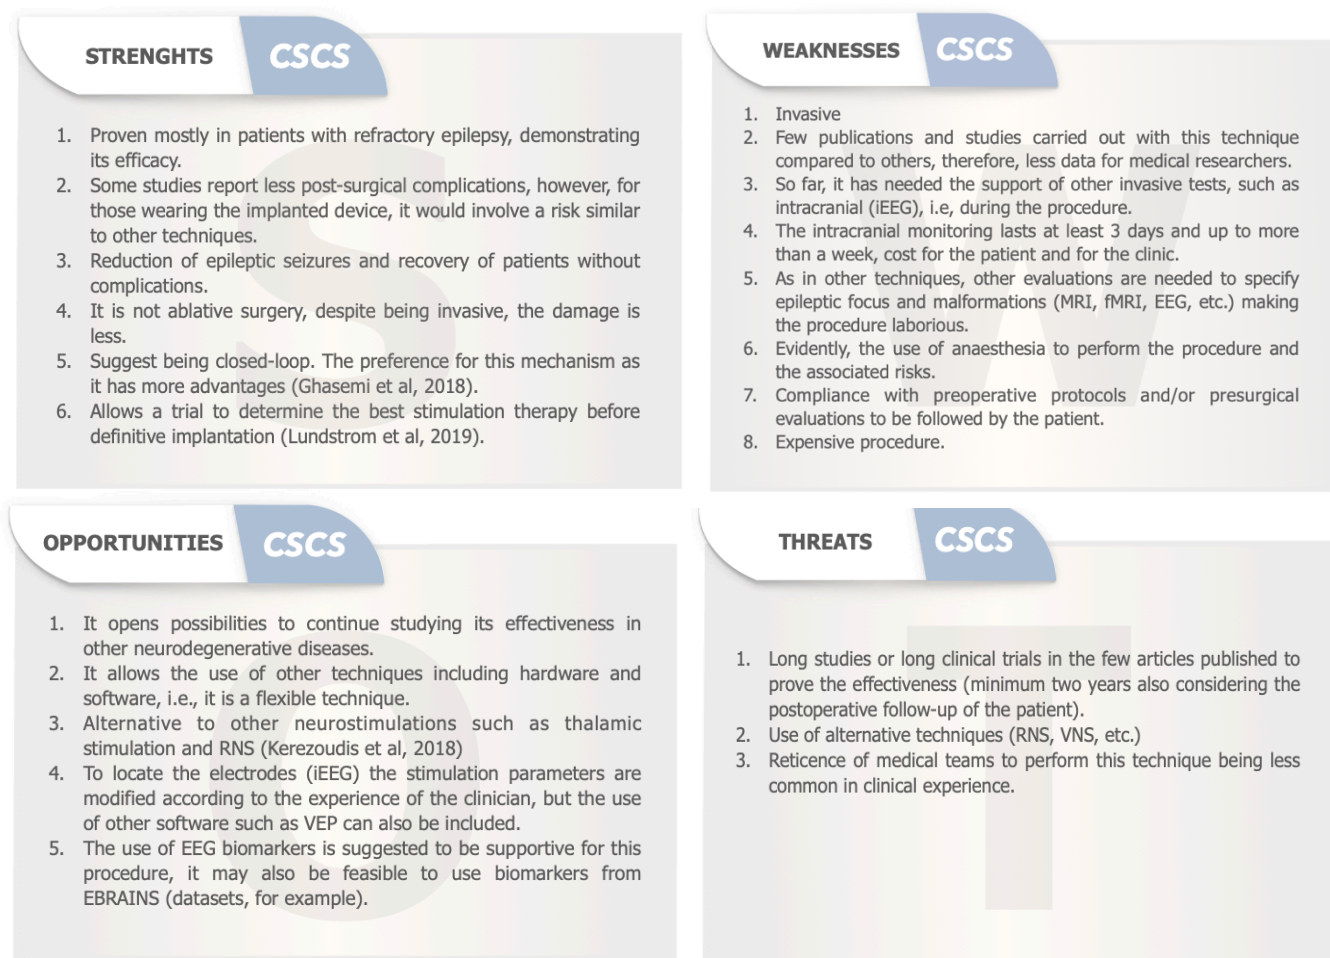 STRENGHTS CSCS
1. Proven mostly in patients with refractory epilepsy, demonstrating
its efficacy.
2. Some studies report less post-surgical complications, however, for
those wearing the implanted device, it would involve a risk similar
to other techniques.
3. Reduction of epileptic seizures and recovery of patients without
complications.
4. It is not ablative surgery, despite being invasive, the damage is
less.
5. Suggest being closed-loop. The preference for this mechanism as
it has more advantages (Ghasemi et al, 2018).
6. Allows a trial to determine the best stimulation therapy before
definitive implantation (Lundstrom et al, 2019).
S
WEAKNESSES CSCS
1. Invasive
2. Few publications and studies carried out with this technique
compared to others, therefore, less data for medical researchers.
3. So far, it has needed the support of other invasive tests, such as
intracranial (iEEG), i.e, during the procedure.
4. The intracranial monitoring lasts at least 3 days and up to more
than a week, cost for the patient and for the clinic.
5. As in other techniques, other evaluations are needed to specify
epileptic focus and malformations (MRI, fMRI, EEG, etc.) making
the procedure laborious.
6. Evidently, the use of anaesthesia to perform the procedure and
the associated risks.
7. Compliance with preoperative protocols and/or presurgical
evaluations to be followed by the patient.
8. Expensive procedure.
W
OPPORTUNITIES CSCS
1. It opens possibilities to continue studying its effectiveness in
other neurodegenerative diseases.
2. It allows the use of other techniques including hardware and
software, i.e., it is a flexible technique.
3. Alternative to other neurostimulations such as thalamic
stimulation and RNS (Kerezoudis et al, 2018)
4. To locate the electrodes (iEEG) the stimulation parameters are
modified according to the experience of the clinician, but the use
of other software such as VEP can also be included.
5. The use of EEG biomarkers is suggested to be supportive for this
procedure, it may also be feasible to use biomarkers from
EBRAINS (datasets, for example).
O
THREATS CSCS
1. Long studies or long clinical trials in the few articles published to
prove the effectiveness (minimum two years also considering the
postoperative follow-up of the patient).
2. Use of alternative techniques (RNS, VNS, etc.)
3. Reticence of medical teams to perform this technique being less
common in clinical experience.
T